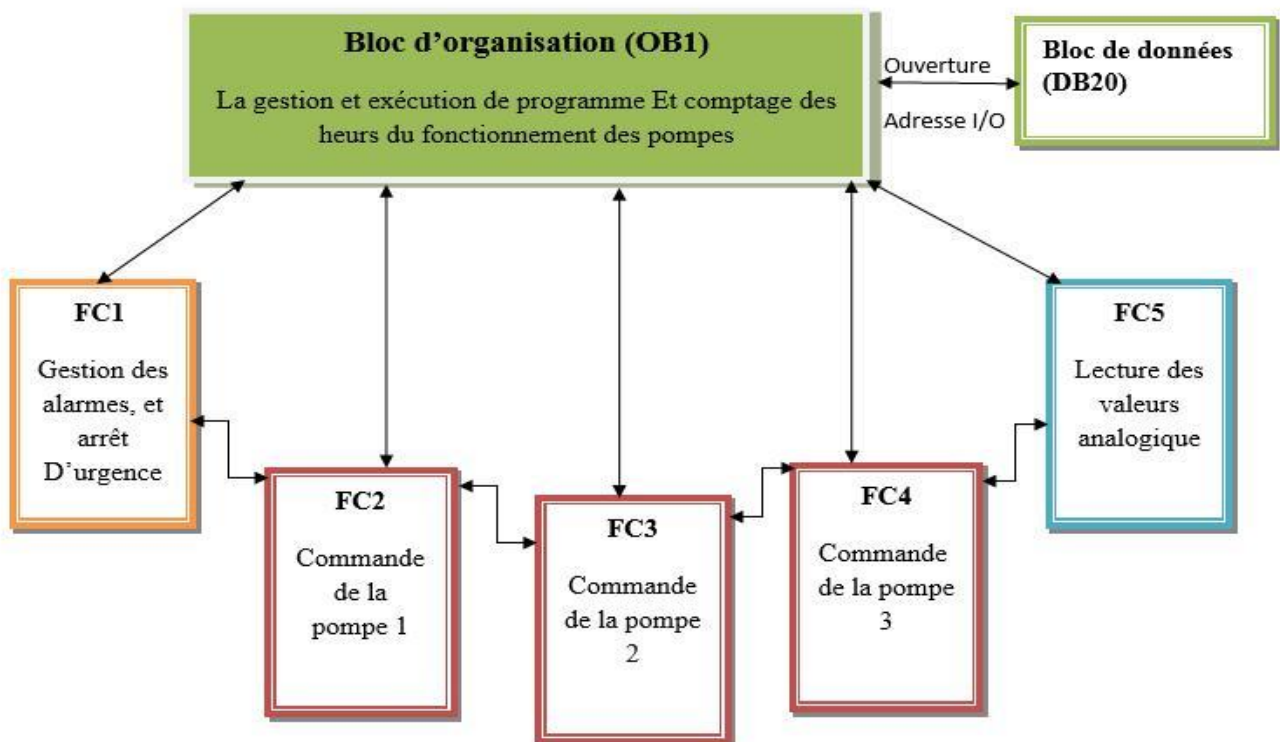 Bloc d'organisation (OB1)
La gestion et exécution de programme Et comptage des
heurs du fonctionnement des pompes
Ouverture
Adresse I/O
Bloc de données
(DB20)
FC1
Gestion des
alarmes, et
arrêt
D'urgence
FC2
Commande
de la
pompe 1
FC3
Commande
de la pompe
2
FC4
Commande
de la pompe
3
FC5
Lecture des
valeurs
analogique